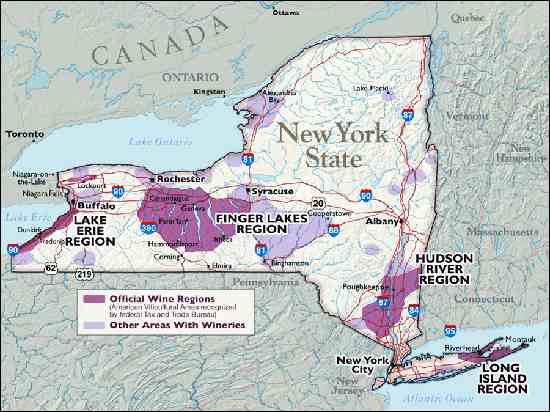 Ottawa
Quebec
CANADA
ONTARIO
Kingston
Alexandria
Bay
Lake Placid
87
Vermont
New
Hampshire
Toronto
Lake Ontario
New York
State
81
Niagara-on-
the-Lake
Niagara Falls
Lockport
Rochester
90
Syracuse
Buffalo
Canandaigua
Geneva
20
90
Lake Erie
LAKE
ERIE
REGION
Dunkirk
Fredonia
390
Penn Yan
FINGER LAKES
REGION
Cooperstown
Albany
Massachusetts
Hammondsport
Ithaca
88
90
62
219
Corning
Elmira
81
Binghamton
HUDSON
RIVER
REGION
Pennsylvania
Poughkeepsie
87
84
Connecticut
Official Wine Regions
(American Viticultural Areas recognized
by Federal Tax and Trade Bureau)
Other Areas With Wineries
95
Riverhead
Montauk
New York
City
New
Jersey
LONG
ISLAND
REGION
Atlantic Ocean